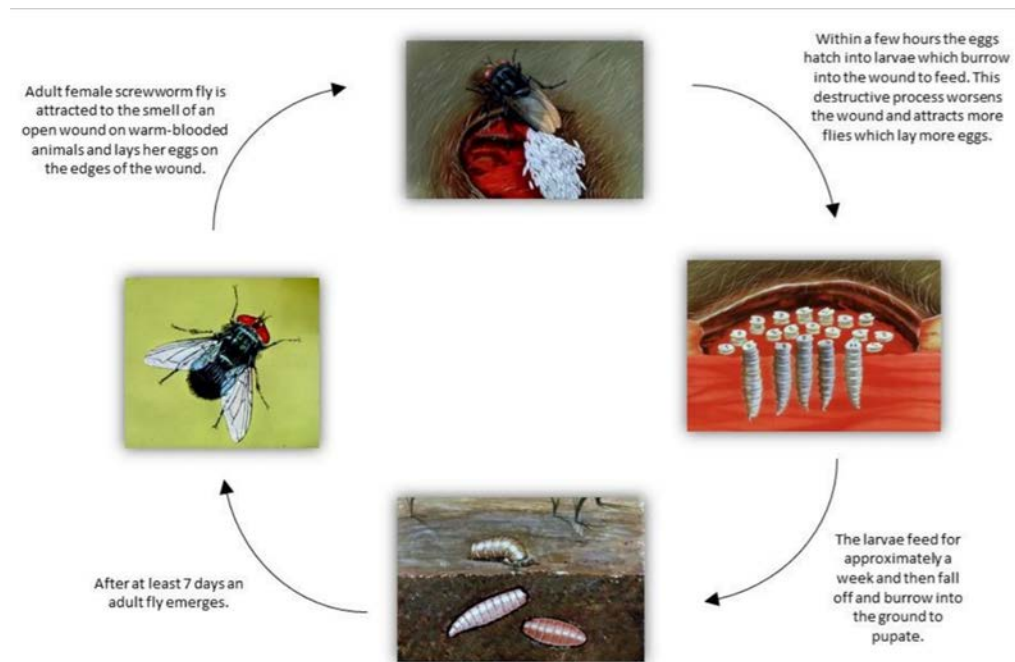 Adult female screwworm fly is
attracted to the smell of an
open wound on warm-blooded
animals and lays her eggs on
the edges of the wound.
Within a few hours the eggs
hatch into larvae which burrow
into the wound to feed. This
destructive process worsens
the wound and attracts more
flies which lay more eggs.
The larvae feed for
approximately a
week and then fall
off and burrow into
the ground to
pupate.
After at least 7 days an
adult fly emerges.